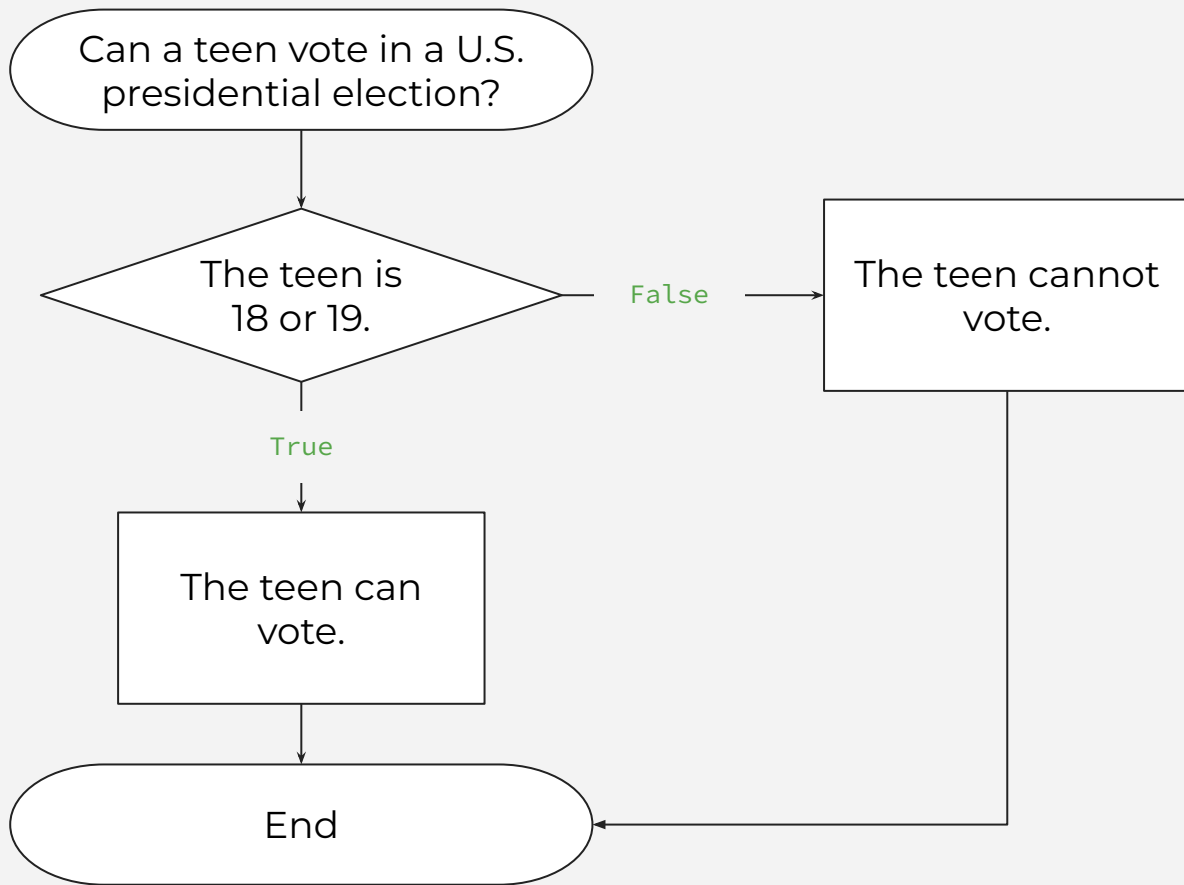 Can a teen vote in a U.S.
presidential election?
The teen is
18 or 19.
False
The teen cannot
vote.
True
The teen can
vote.
End